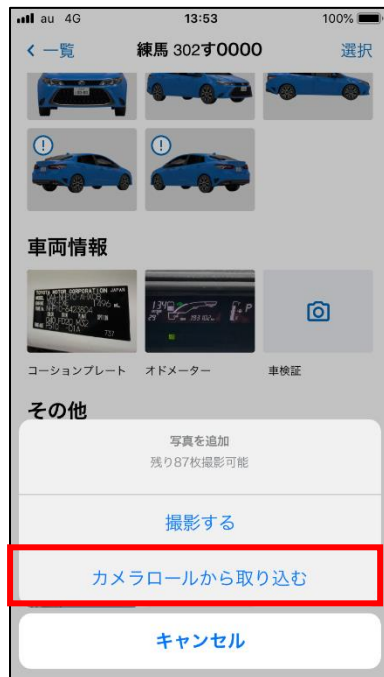 au 4G 13:53 100%
一覧 練馬 302す0000 選択
車両情報
TOYOTA MOTOR CORPORATION JAPAN
コーションプレート オドメーター 車検証
その他
写真を追加
残り87枚撮影可能
撮影する
カメラロールから取り込む
キャンセル